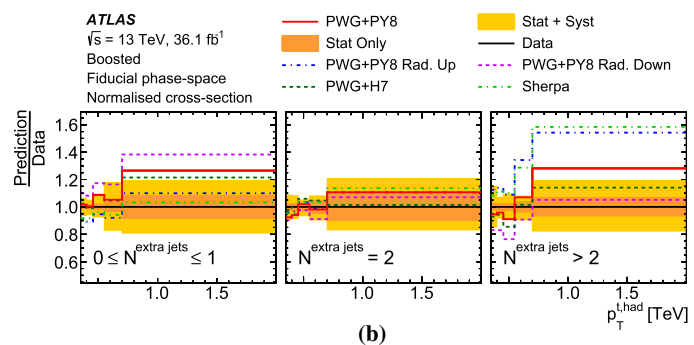 ATLAS
√s = 13 TeV, 36.1 fb¹
Boosted
Fiducial phase-space
Normalised cross-section
PWG+PY8
Stat Only
PWG+PY8 Rad. Up
PWG+H7
Stat + Syst
Data
PWG+PY8 Rad. Down
Sherpa
Prediction
Data
1.6
1.4
1.2
1.0
0.8
0.6
0 ≤ N^extra jets ≤ 1
N^extra jets = 2
N^extra jets > 2
1.0 1.5 1.0 1.5 1.0 1.5
p_T^t,had [TeV]
(b)